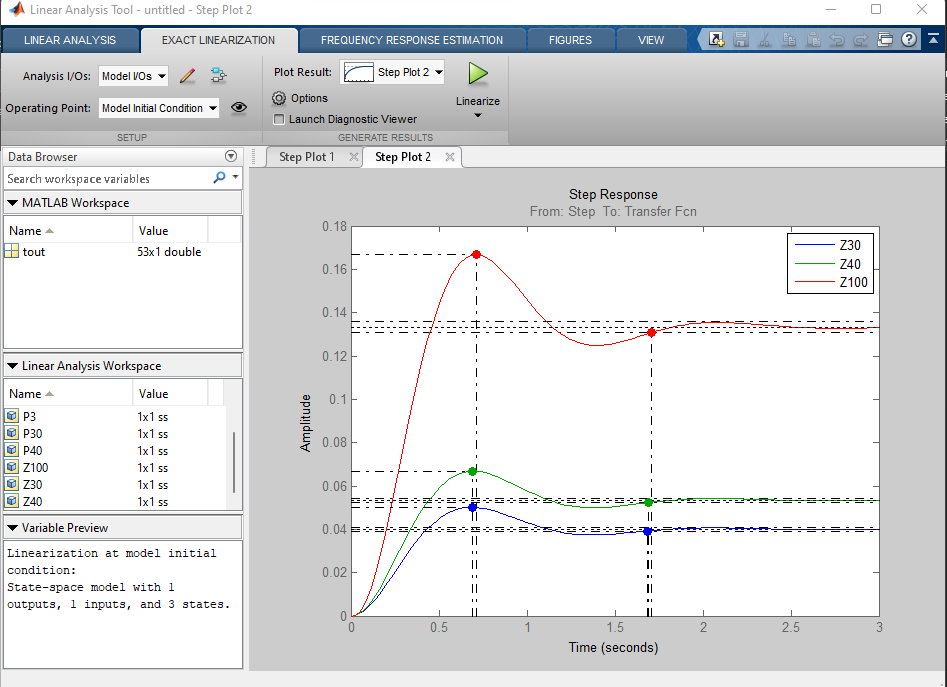 Linear Analysis Tool - untitled - Step Plot 2
LINEAR ANALYSIS
EXACT LINEARIZATION
FREQUENCY RESPONSE ESTIMATION
FIGURES
VIEW
Analysis I/Os: Model I/Os
Operating Point: Model Initial Condition
SETUP
Plot Result: Step Plot 2
Options
Launch Diagnostic Viewer
Linearize
GENERATE RESULTS
Data Browser
Search workspace variables
MATLAB Workspace
Name Value
tout 53x1 double
Linear Analysis Workspace
Name Value
P3 1x1 ss
P30 1x1 ss
P40 1x1 ss
Z100 1x1 ss
Z30 1x1 ss
Z40 1x1 ss
Variable Preview
Linearization at model initial
condition:
State-space model with 1
outputs, 1 inputs, and 3 states.
Step Plot 1
Step Plot 2
Step Response
From: Step To: Transfer Fcn
Z30
Z40
Z100
Amplitude
0.18
0.16
0.14
0.12
0.1
0.08
0.06
0.04
0.02
0
0 0.5 1 1.5 2 2.5 3
Time (seconds)